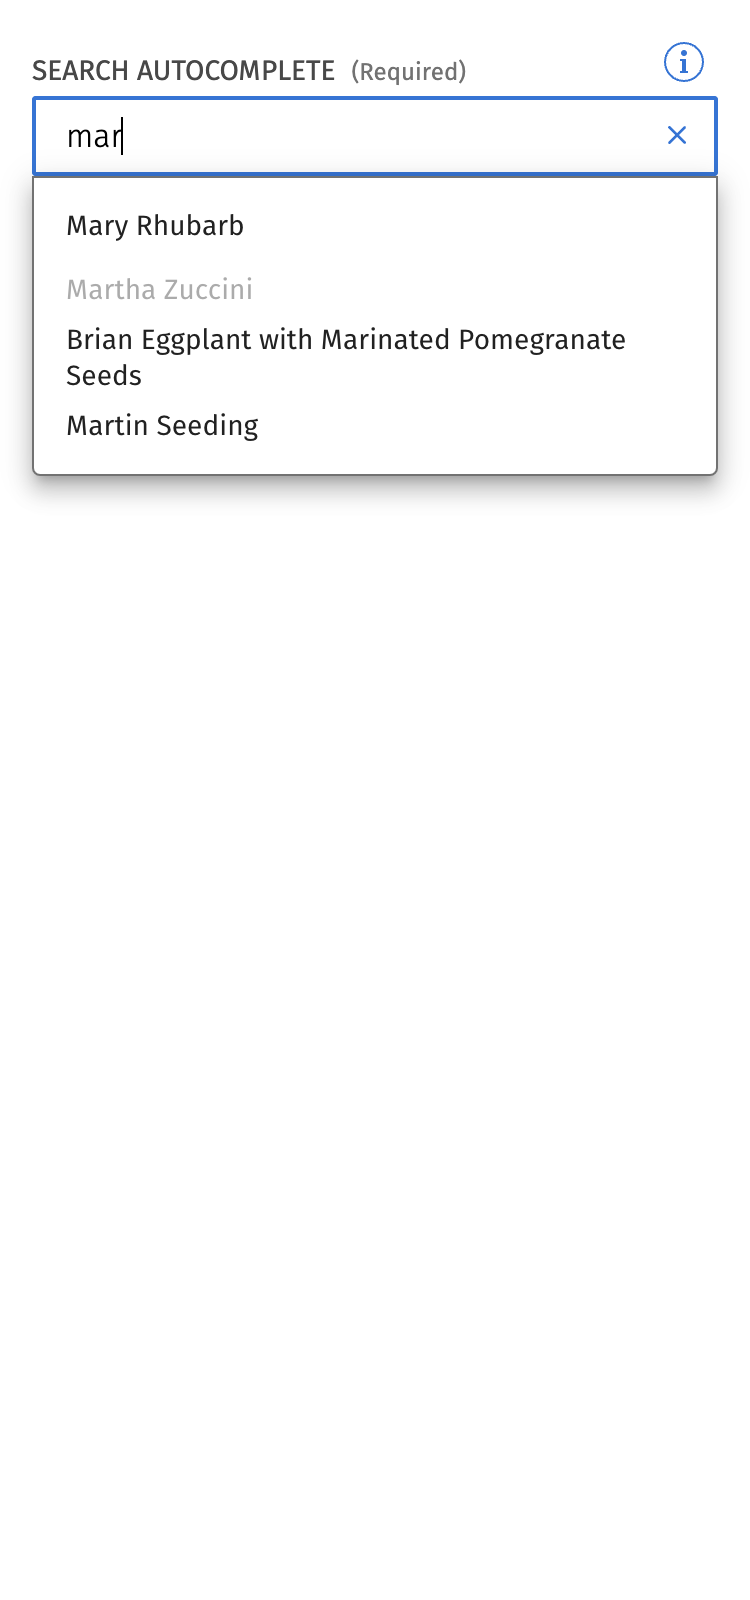 SEARCH AUTOCOMPLETE (Required)
mar
Mary Rhubarb
Martha Zuccini
Brian Eggplant with Marinated Pomegranate
Seeds
Martin Seeding